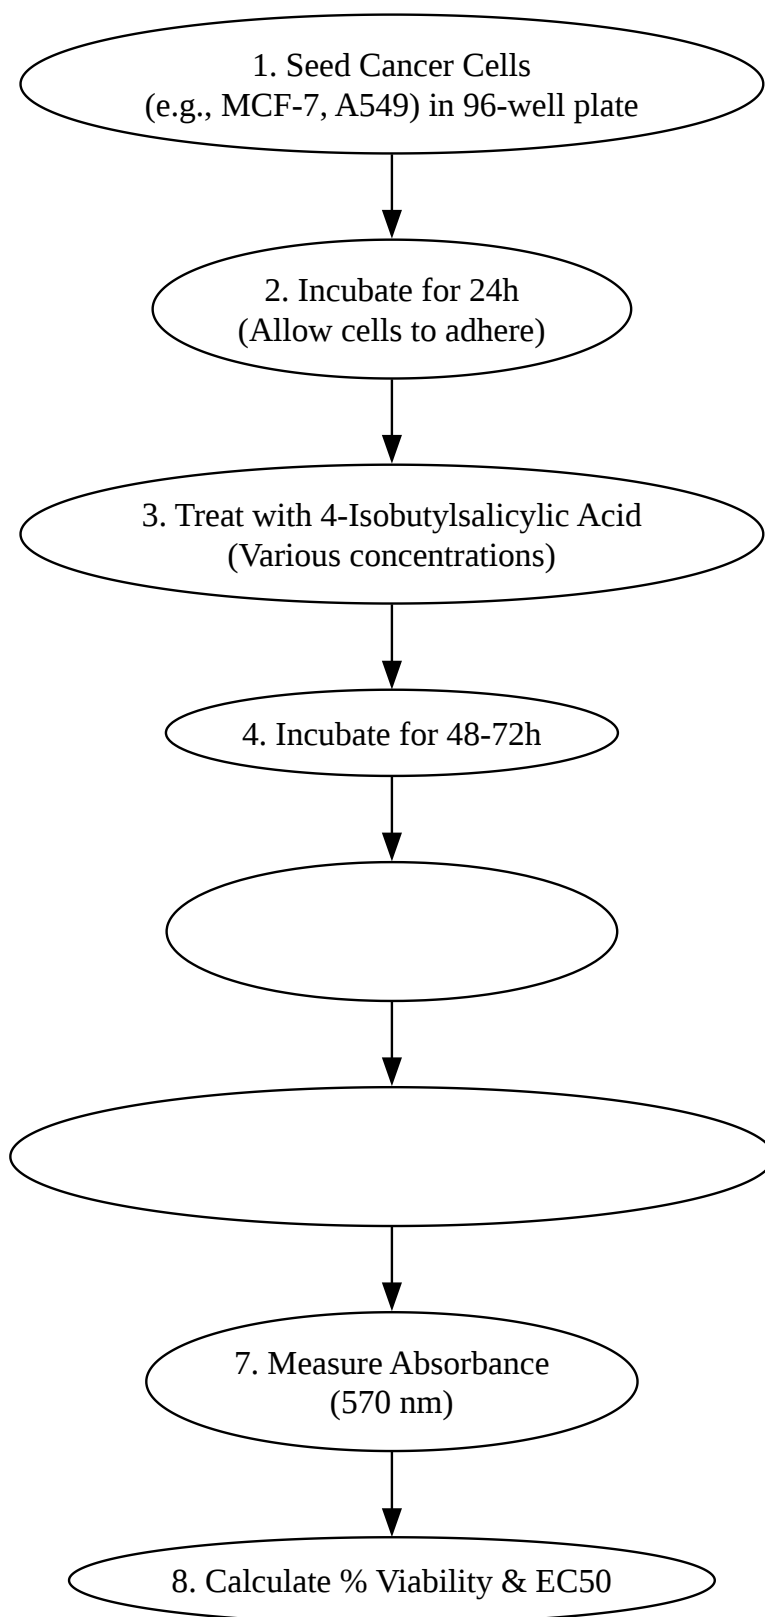 1. Seed Cancer Cells
(e.g., MCF-7, A549) in 96-well plate
2. Incubate for 24h
(Allow cells to adhere)
3. Treat with 4-Isobutylsalicylic Acid
(Various concentrations)
4. Incubate for 48-72h
7. Measure Absorbance
(570 nm)
8. Calculate % Viability & EC50